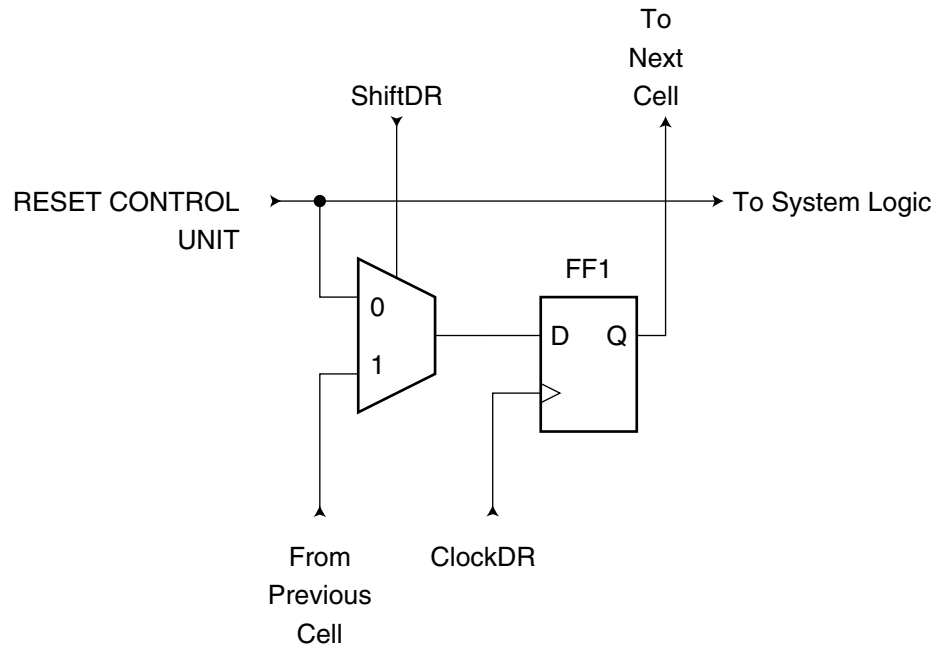 To
Next
Cell
ShiftDR
RESET CONTROL
UNIT
To System Logic
FF1
0
1
D
Q
From
Previous
Cell
ClockDR